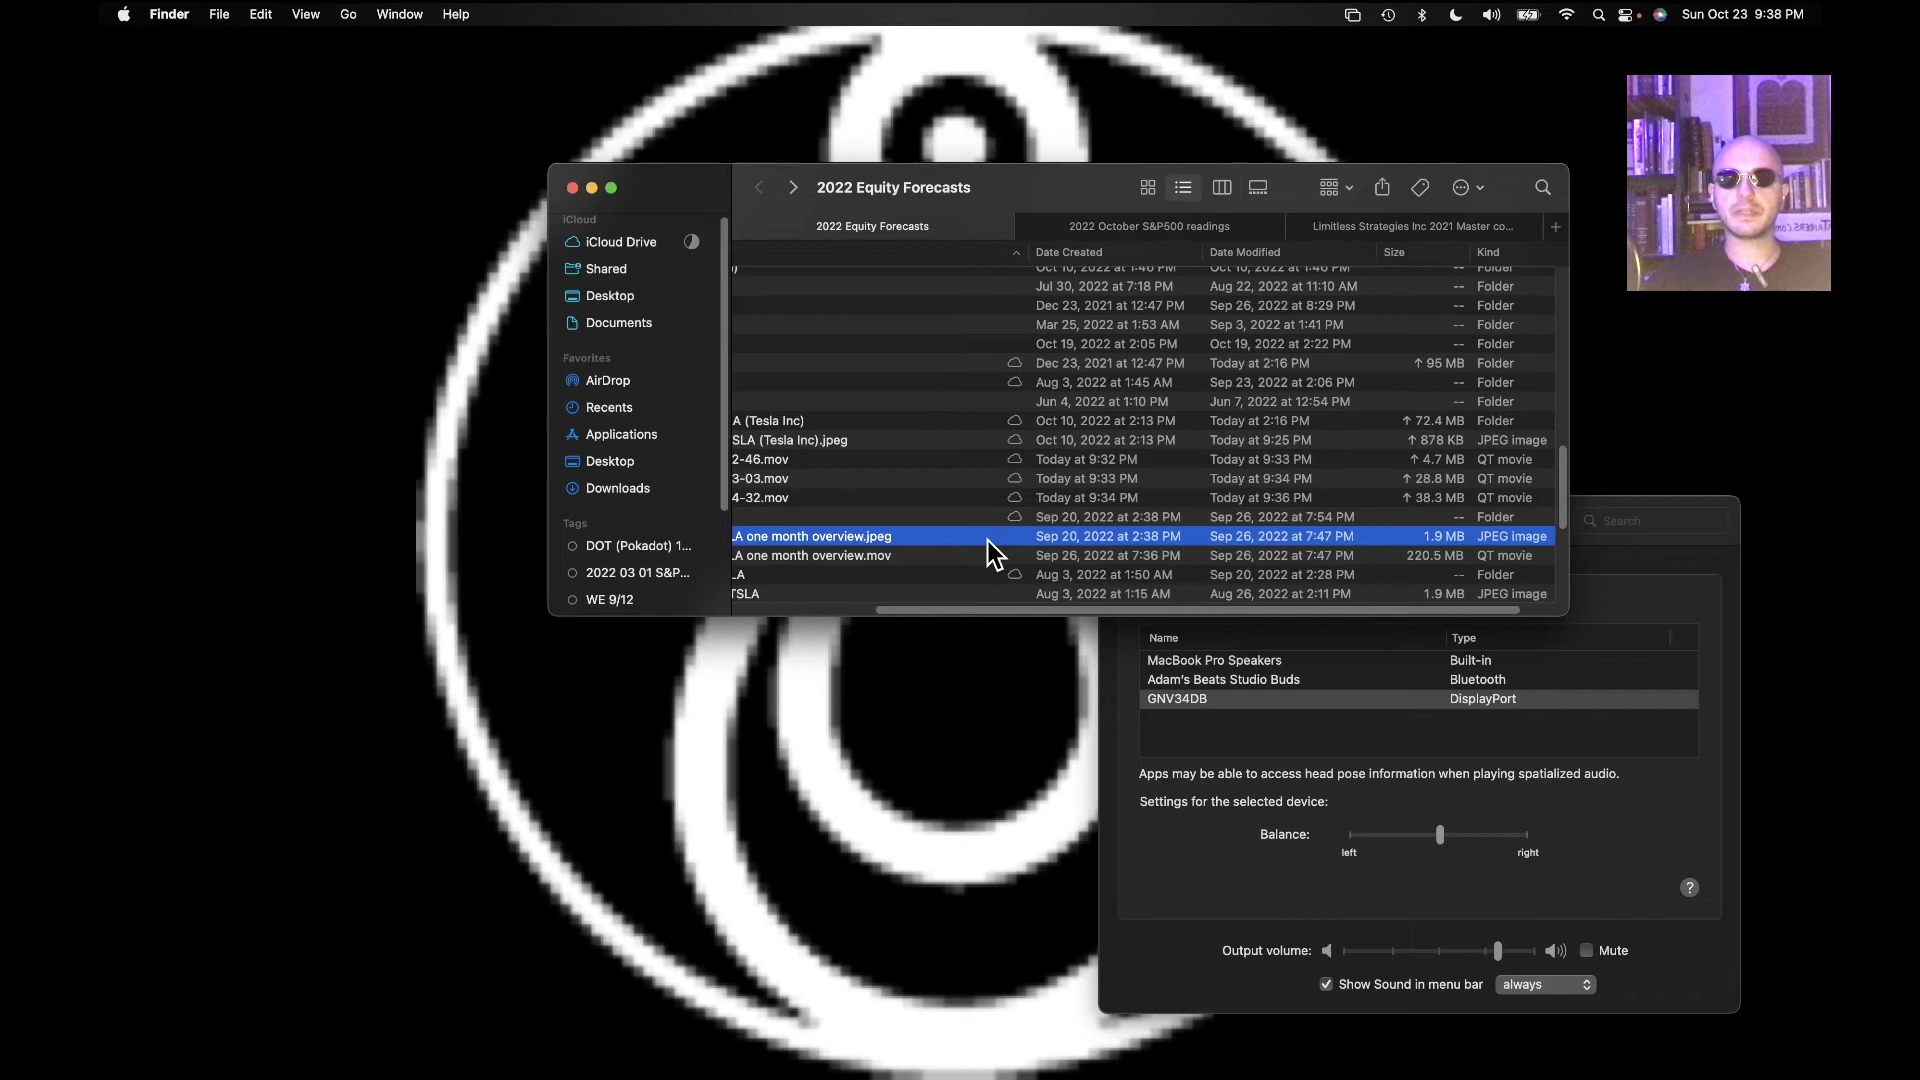 Finder File Edit View Go Window Help
Sun Oct 23 9:38 PM
2022 Equity Forecasts
2022 Equity Forecasts
2022 October S&P500 readings
Limitless Strategies Inc 2021 Master co...
Date Created Date Modified Size Kind
Oct 10, 2022 at 1:46 PM Oct 10, 2022 at 1:46 PM -- Folder
Jul 30, 2022 at 7:18 PM Aug 22, 2022 at 11:10 AM -- Folder
Dec 23, 2021 at 12:47 PM Sep 26, 2022 at 8:29 PM -- Folder
Mar 25, 2022 at 1:53 AM Sep 3, 2022 at 1:41 PM -- Folder
Oct 19, 2022 at 2:05 PM Oct 19, 2022 at 2:22 PM -- Folder
Dec 23, 2021 at 12:47 PM Today at 2:16 PM ↑ 95 MB Folder
Aug 3, 2022 at 1:45 AM Sep 23, 2022 at 2:06 PM -- Folder
Jun 4, 2022 at 1:10 PM Jun 7, 2022 at 12:54 PM -- Folder
A (Tesla Inc) Oct 10, 2022 at 2:13 PM Today at 2:16 PM ↑ 72.4 MB Folder
SLA (Tesla Inc).jpeg Oct 10, 2022 at 2:13 PM Today at 9:25 PM ↑ 878 KB JPEG image
2-46.mov Today at 9:32 PM Today at 9:33 PM ↑ 4.7 MB QT movie
3-03.mov Today at 9:33 PM Today at 9:34 PM ↑ 28.8 MB QT movie
4-32.mov Today at 9:34 PM Today at 9:36 PM ↑ 38.3 MB QT movie
Sep 20, 2022 at 2:38 PM Sep 26, 2022 at 7:54 PM -- Folder
LA one month overview.jpeg Sep 20, 2022 at 2:38 PM Sep 26, 2022 at 7:47 PM 1.9 MB JPEG image
LA one month overview.mov Sep 26, 2022 at 7:36 PM Sep 26, 2022 at 7:47 PM 220.5 MB QT movie
LA Aug 3, 2022 at 1:50 AM Sep 20, 2022 at 2:28 PM -- Folder
TSLA Aug 3, 2022 at 1:15 AM Aug 26, 2022 at 2:11 PM 1.9 MB JPEG image
iCloud
iCloud Drive
Shared
Desktop
Documents
Favorites
AirDrop
Recents
Applications
Desktop
Downloads
Tags
DOT (Pokadot) 1...
2022 03 01 S&P...
WE 9/12
Search
Name Type
MacBook Pro Speakers Built-in
Adam's Beats Studio Buds Bluetooth
GNV34DB DisplayPort
Apps may be able to access head pose information when playing spatialized audio.
Settings for the selected device:
Balance:
left right
?
Output volume: Mute
Show Sound in menu bar always